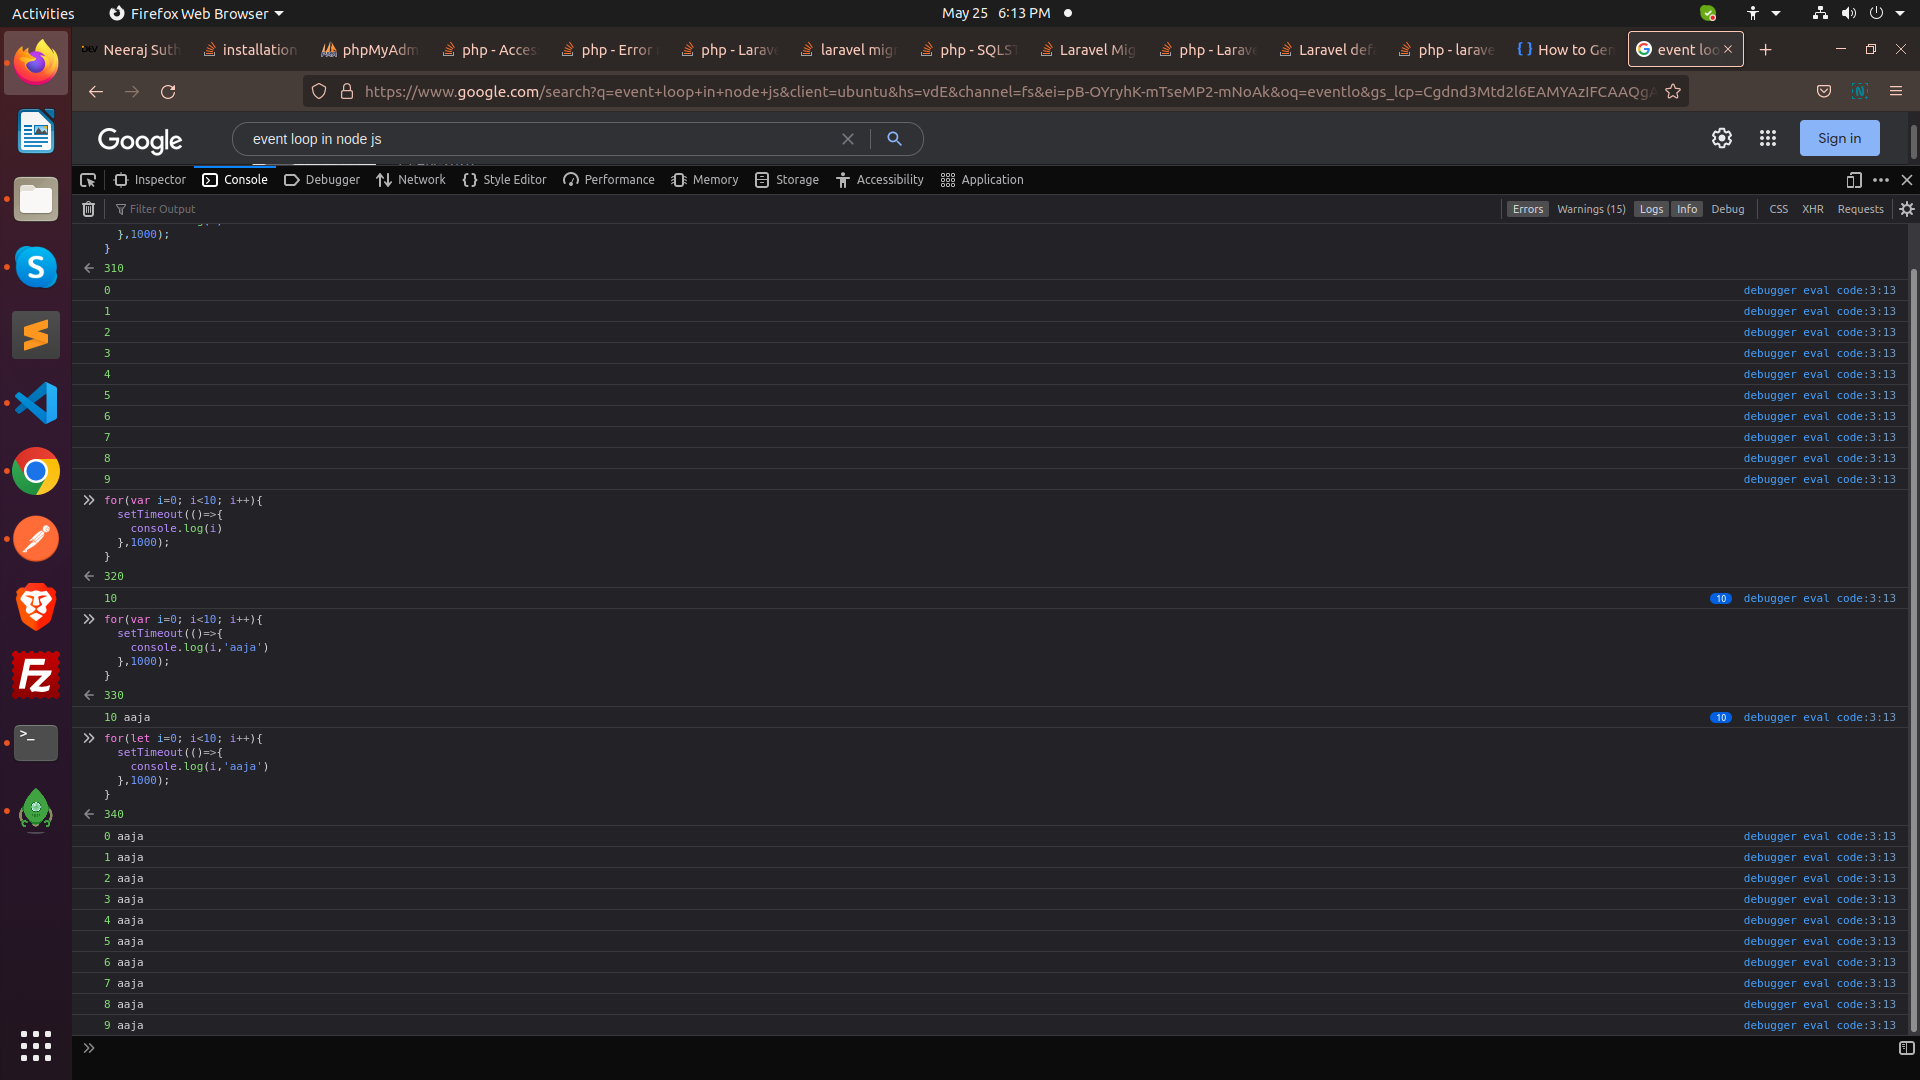 Activities
Firefox Web Browser
May 25 6:13 PM
Neeraj Suth
installation
phpMyAdm
php - Acces
php - Error
php - Larav
laravel migr
php - SQLST
Laravel Mig
php - Larave
Laravel defa
php - larave
How to Gen
event loo
https://www.google.com/search?q=event+loop+in+node+js&client=ubuntu&hs=vdE&channel=fs&ei=pB-OYryhK-mTseMP2-mNoAk&oq=eventlo&gs_lcp=Cgdnd3Mtd2l6EAMYAzIFCAAQgA
Google
event loop in node js
Sign in
Inspector
Console
Debugger
Network
Style Editor
Performance
Memory
Storage
Accessibility
Application
Filter Output
Errors
Warnings (15)
Logs
Info
Debug
CSS
XHR
Requests
},1000);
}
310
0 debugger eval code:3:13
1 debugger eval code:3:13
2 debugger eval code:3:13
3 debugger eval code:3:13
4 debugger eval code:3:13
5 debugger eval code:3:13
6 debugger eval code:3:13
7 debugger eval code:3:13
8 debugger eval code:3:13
9 debugger eval code:3:13
for(var i=0; i<10; i++){
setTimeout(()=>{
console.log(i)
},1000);
}
320
10 10 debugger eval code:3:13
for(var i=0; i<10; i++){
setTimeout(()=>{
console.log(i,'aaja')
},1000);
}
330
10 aaja 10 debugger eval code:3:13
for(let i=0; i<10; i++){
setTimeout(()=>{
console.log(i,'aaja')
},1000);
}
340
0 aaja debugger eval code:3:13
1 aaja debugger eval code:3:13
2 aaja debugger eval code:3:13
3 aaja debugger eval code:3:13
4 aaja debugger eval code:3:13
5 aaja debugger eval code:3:13
6 aaja debugger eval code:3:13
7 aaja debugger eval code:3:13
8 aaja debugger eval code:3:13
9 aaja debugger eval code:3:13